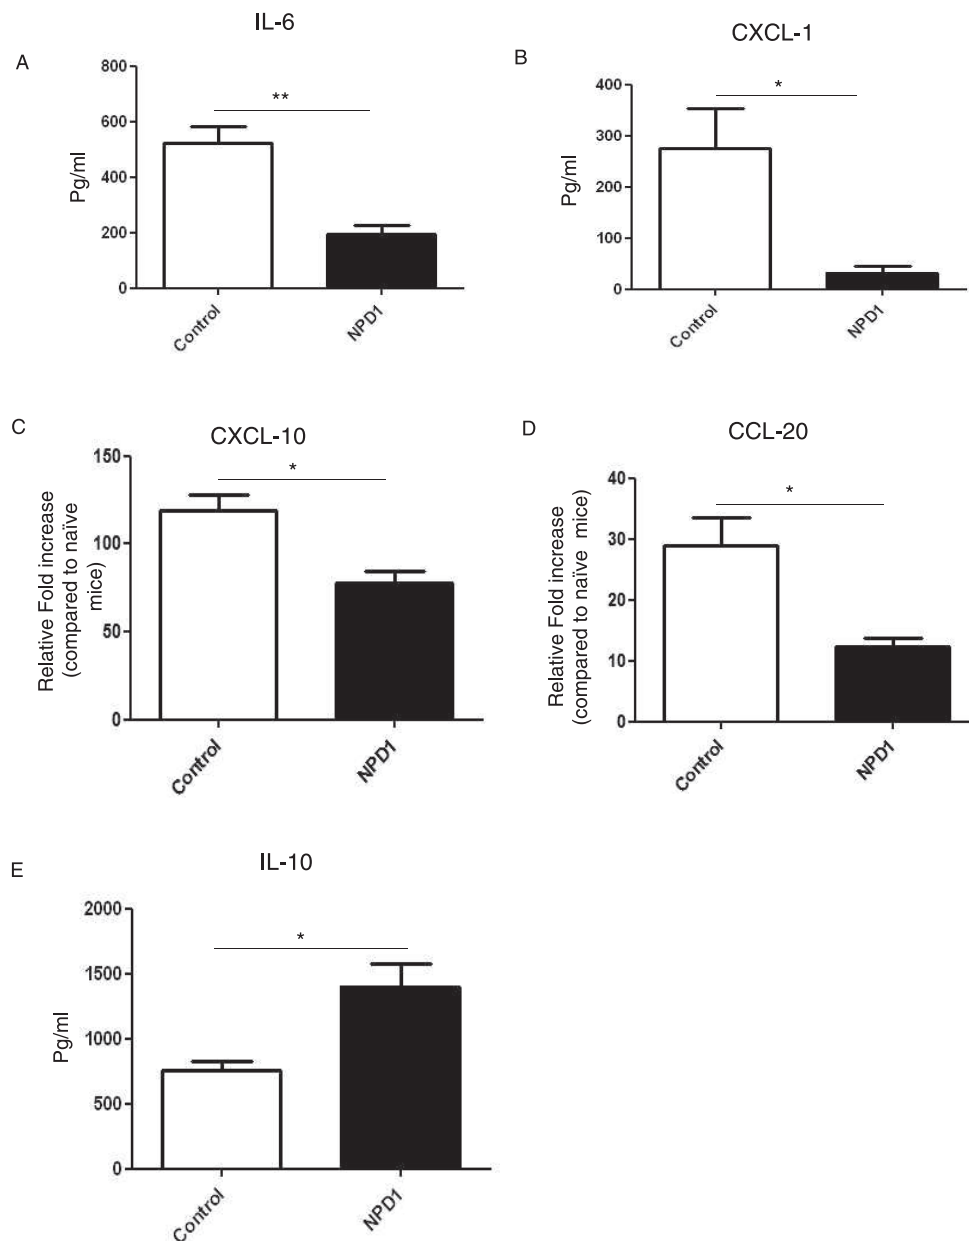 IL-6
A
800
600
400
200
0
Pg/ml
**
Control
NPD1
CXCL-1
B
400
300
200
100
0
Pg/ml
*
Control
NPD1
C
CXCL-10
150
100
50
0
Relative Fold increase
(compared to naïve
mice)
*
Control
NPD1
D
CCL-20
40
30
20
10
0
Relative Fold increase
(compared to naïve mice)
*
Control
NPD1
E
IL-10
2000
1500
1000
500
0
Pg/ml
*
Control
NPD1